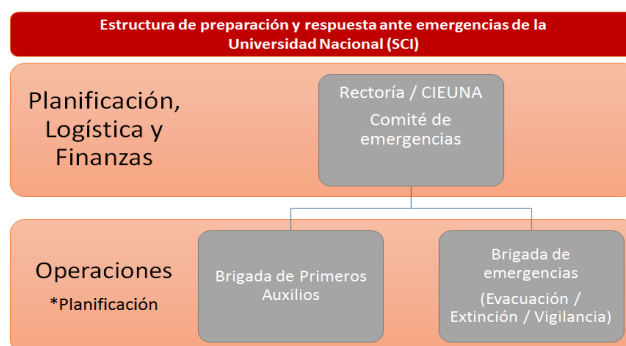 Estructura de preparación y respuesta ante emergencias de la
Universidad Nacional (SCI)
Planificación,
Logística y
Finanzas
Rectoría / CIEUNA
Comité de
emergencias
Operaciones
*Planificación
Brigada de Primeros
Auxilios
Brigada de
emergencias
(Evacuación /
Extinción / Vigilancia)